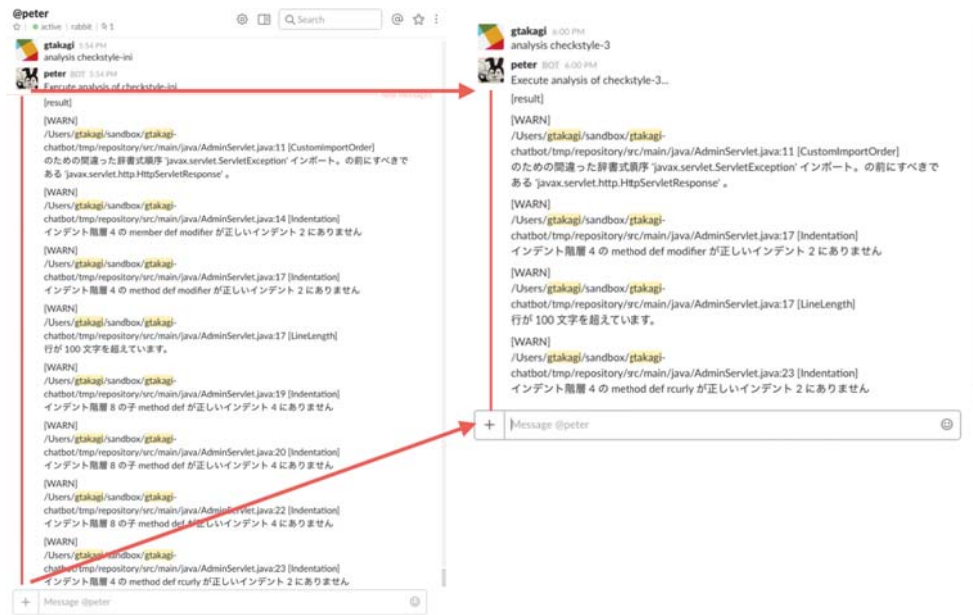 @peter
active | rabbit | 1
Search
gtakagi 5:54 PM
analysis checkstyle-ini
peter BOT 5:54 PM
Execute analysis of checkstyle-ini
[result]
[WARN]
/Users/gtakagi/sandbox/gtakagi-
chatbot/tmp/repository/src/main/java/AdminServlet.java:11 [CustomImportOrder]
のための間違った辞書式順序 'javax.servlet.ServletException' インポート。の前にすべきで
ある 'javax.servlet.http.HttpServletResponse' 。
[WARN]
/Users/gtakagi/sandbox/gtakagi-
chatbot/tmp/repository/src/main/java/AdminServlet.java:14 [Indentation]
インデント階層 4 の member def modifier が正しいインデント 2 にありません
[WARN]
/Users/gtakagi/sandbox/gtakagi-
chatbot/tmp/repository/src/main/java/AdminServlet.java:17 [Indentation]
インデント階層 4 の method def modifier が正しいインデント 2 にありません
[WARN]
/Users/gtakagi/sandbox/gtakagi-
chatbot/tmp/repository/src/main/java/AdminServlet.java:17 [LineLength]
行が 100 文字を超えています。
[WARN]
/Users/gtakagi/sandbox/gtakagi-
chatbot/tmp/repository/src/main/java/AdminServlet.java:19 [Indentation]
インデント階層 8 の子 method def が正しいインデント 4 にありません
[WARN]
/Users/gtakagi/sandbox/gtakagi-
chatbot/tmp/repository/src/main/java/AdminServlet.java:20 [Indentation]
インデント階層 8 の子 method def が正しいインデント 4 にありません
[WARN]
/Users/gtakagi/sandbox/gtakagi-
chatbot/tmp/repository/src/main/java/AdminServlet.java:22 [Indentation]
インデント階層 8 の子 method def が正しいインデント 4 にありません
[WARN]
/Users/gtakagi/sandbox/gtakagi-
chatbot/tmp/repository/src/main/java/AdminServlet.java:23 [Indentation]
インデント階層 4 の method def rcurly が正しいインデント 2 にありません
Message @peter
gtakagi 6:00 PM
analysis checkstyle-3
peter BOT 6:00 PM
Execute analysis of checkstyle-3...
[result]
[WARN]
/Users/gtakagi/sandbox/gtakagi-
chatbot/tmp/repository/src/main/java/AdminServlet.java:11 [CustomImportOrder]
のための間違った辞書式順序 'javax.servlet.ServletException' インポート。の前にすべきで
ある 'javax.servlet.http.HttpServletResponse' 。
[WARN]
/Users/gtakagi/sandbox/gtakagi-
chatbot/tmp/repository/src/main/java/AdminServlet.java:17 [Indentation]
インデント階層 4 の method def modifier が正しいインデント 2 にありません
[WARN]
/Users/gtakagi/sandbox/gtakagi-
chatbot/tmp/repository/src/main/java/AdminServlet.java:17 [LineLength]
行が 100 文字を超えています。
[WARN]
/Users/gtakagi/sandbox/gtakagi-
chatbot/tmp/repository/src/main/java/AdminServlet.java:23 [Indentation]
インデント階層 4 の method def rcurly が正しいインデント 2 にありません
Message @peter